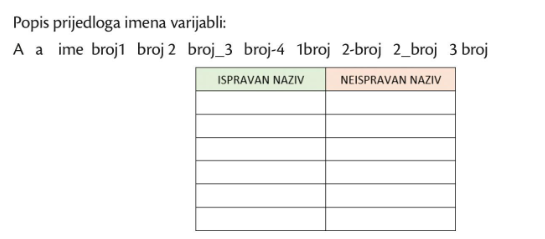 Popis prijedloga imena varijabli:
A a ime broj1 broj 2 broj_3 broj-4 1broj 2-broj 2_broj 3 broj
ISPRAVAN NAZIV NEISPRAVAN NAZIV